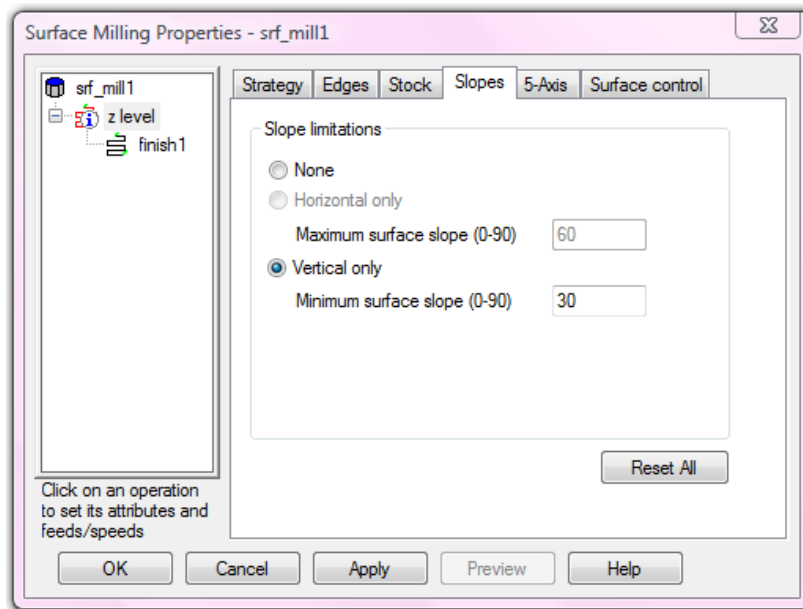 Surface Milling Properties - srf_mill1
srf_mill1
z level
finish1
Click on an operation
to set its attributes and
feeds/speeds
Strategy Edges Stock Slopes 5-Axis Surface control
Slope limitations
None
Horizontal only
Maximum surface slope (0-90) 60
Vertical only
Minimum surface slope (0-90) 30
Reset All
OK Cancel Apply Preview Help